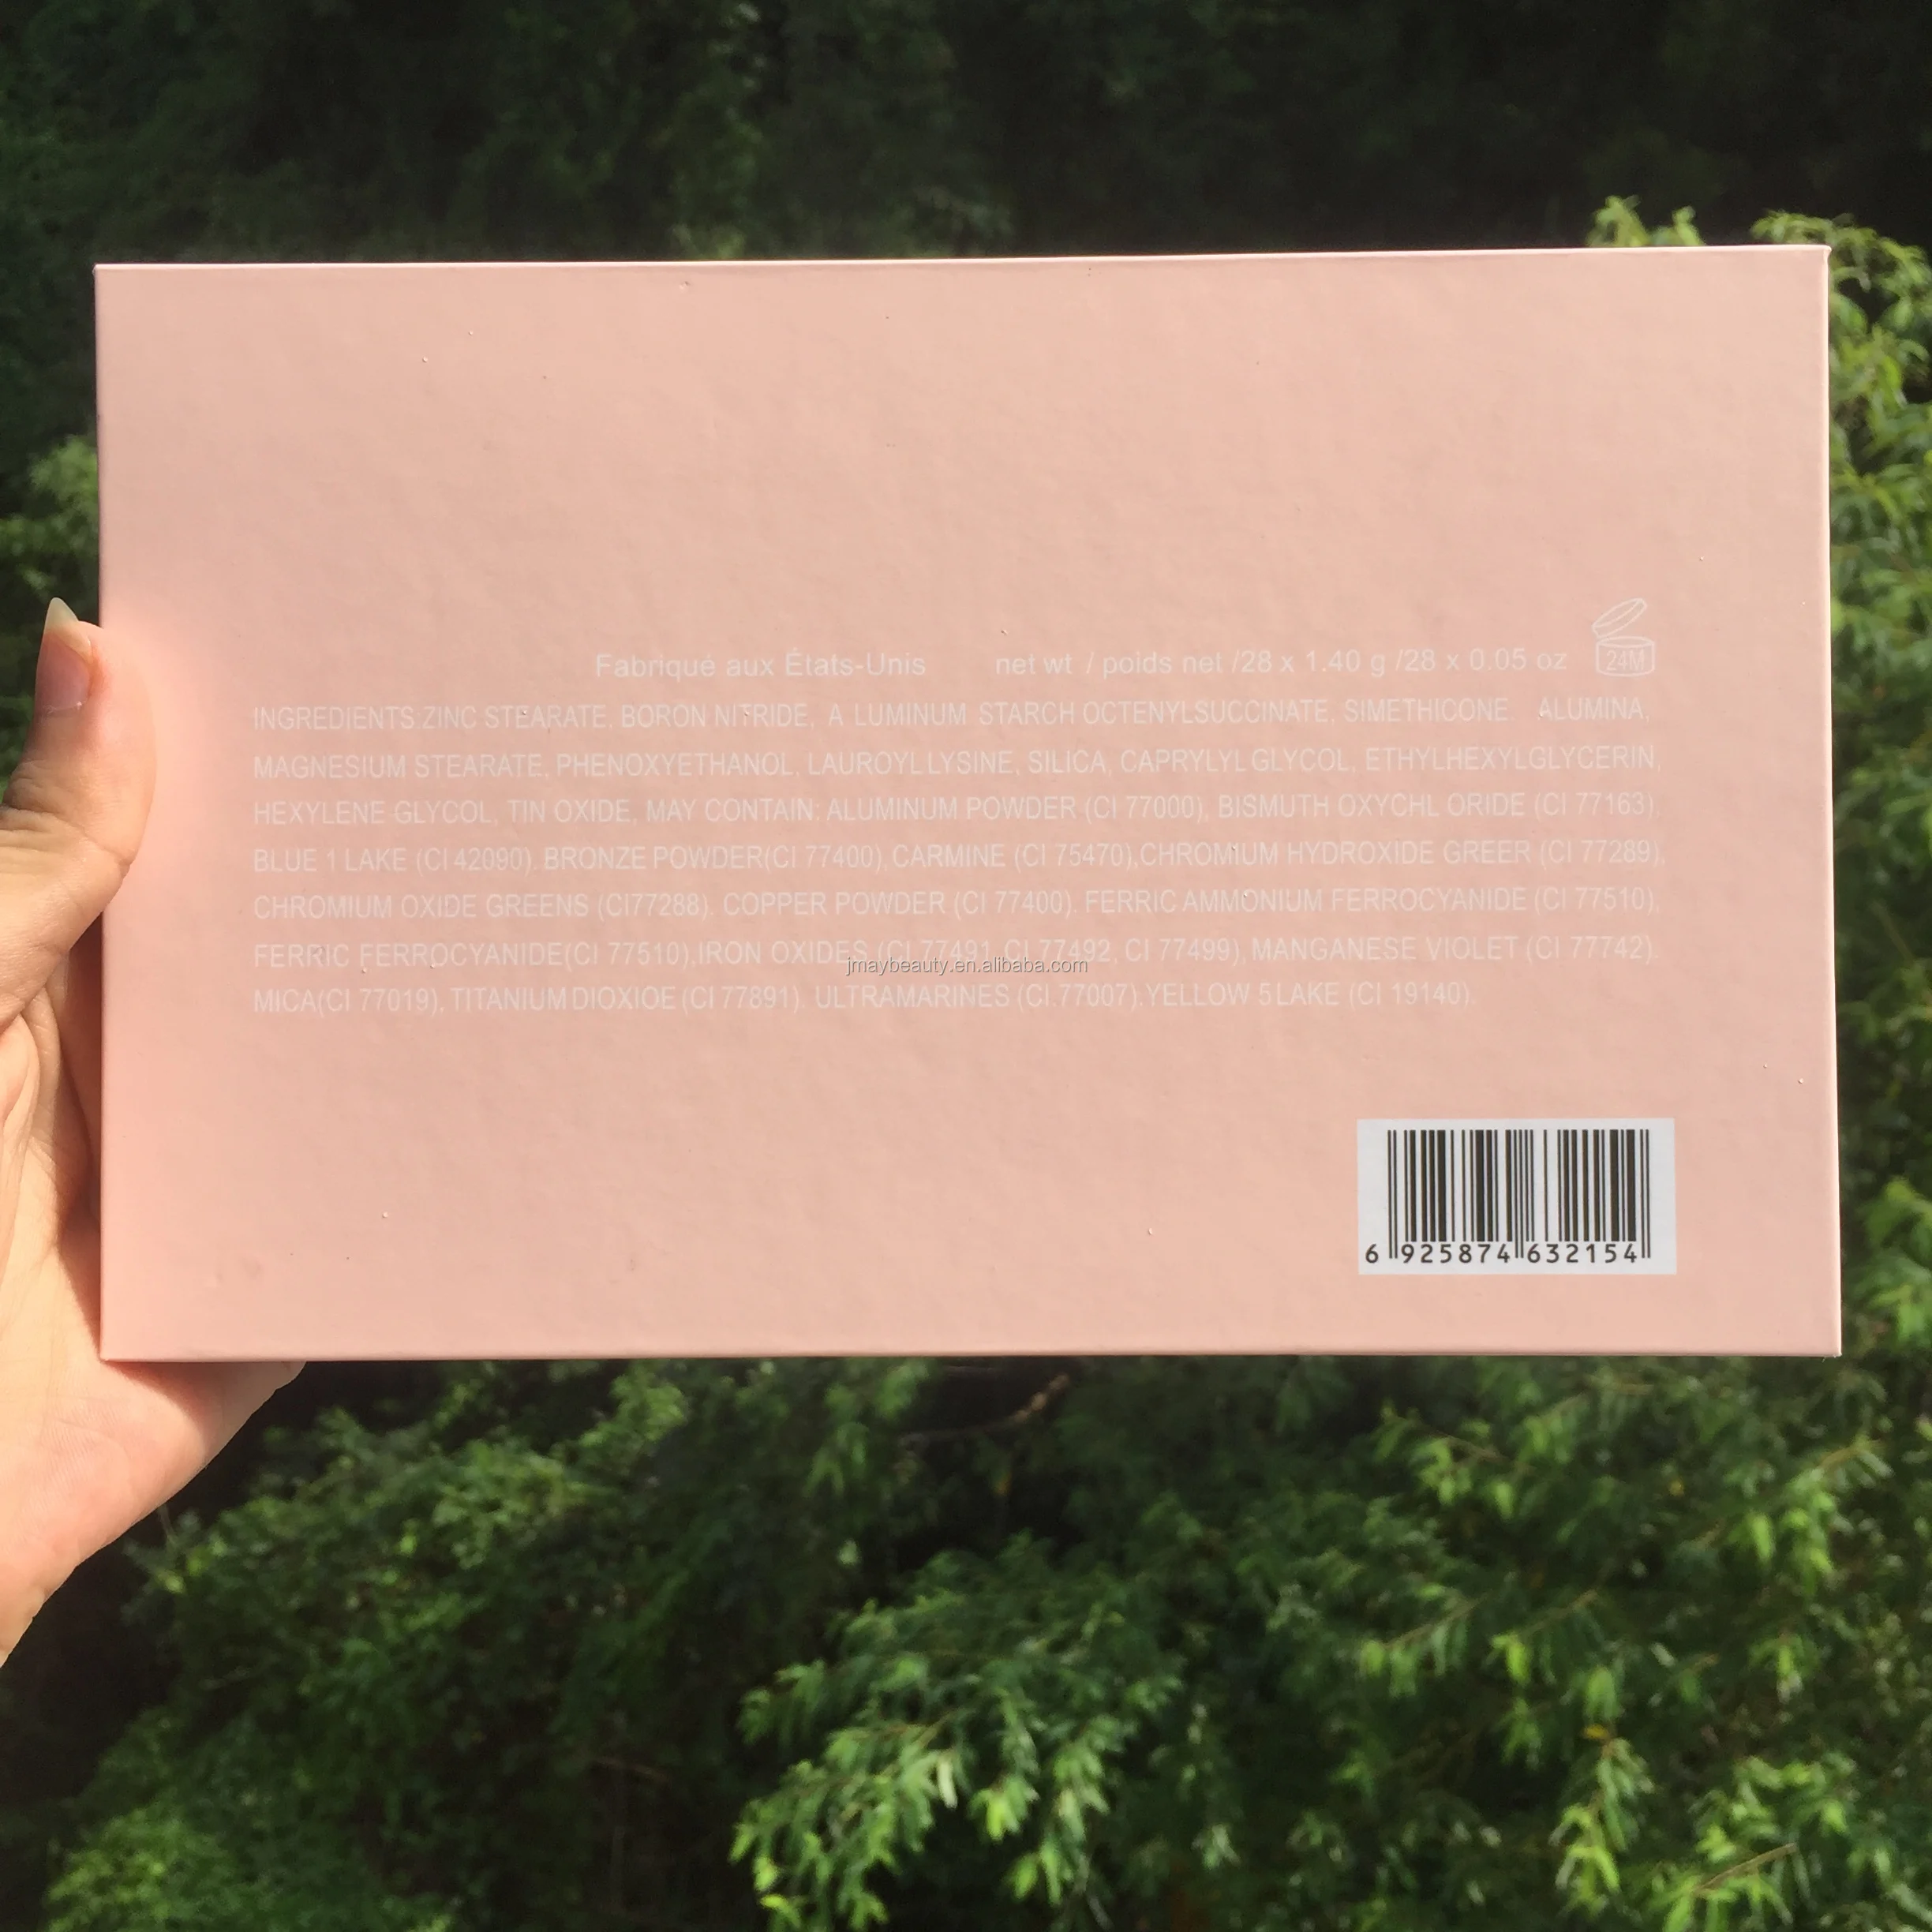 Fabriqué aux États-Unis net wt / poids net /28 x 1.40 g /28 x 0.05 oz 24M
INGREDIENTS:ZINC STEARATE, BORON NITRIDE, A LUMINUM STARCH OCTENYLSUCCINATE, SIMETHICONE ALUMINA,
MAGNESIUM STEARATE, PHENOXYETHANOL, LAUROYL LYSINE, SILICA, CAPRYLYL GLYCOL, ETHYLHEXYLGLYCERIN,
HEXYLENE GLYCOL, TIN OXIDE, MAY CONTAIN: ALUMINUM POWDER (CI 77000), BISMUTH OXYCHL ORIDE (CI 77163),
BLUE 1 LAKE (CI 42090), BRONZE POWDER(CI 77400), CARMINE (CI 75470),CHROMIUM HYDROXIDE GREER (CI 77289),
CHROMIUM OXIDE GREENS (CI77288). COPPER POWDER (CI 77400). FERRIC AMMONIUM FERROCYANIDE (CI 77510),
FERRIC FERROCYANIDE(CI 77510),IRON OXIDES (CI 77491, CI 77492, CI 77499), MANGANESE VIOLET (CI 77742).
jmaybeauty.en.alibaba.com
MICA(CI 77019), TITANIUM DIOXIOE (CI 77891). ULTRAMARINES (CI.77007),YELLOW 5 LAKE (CI 19140).
6 925874 632154